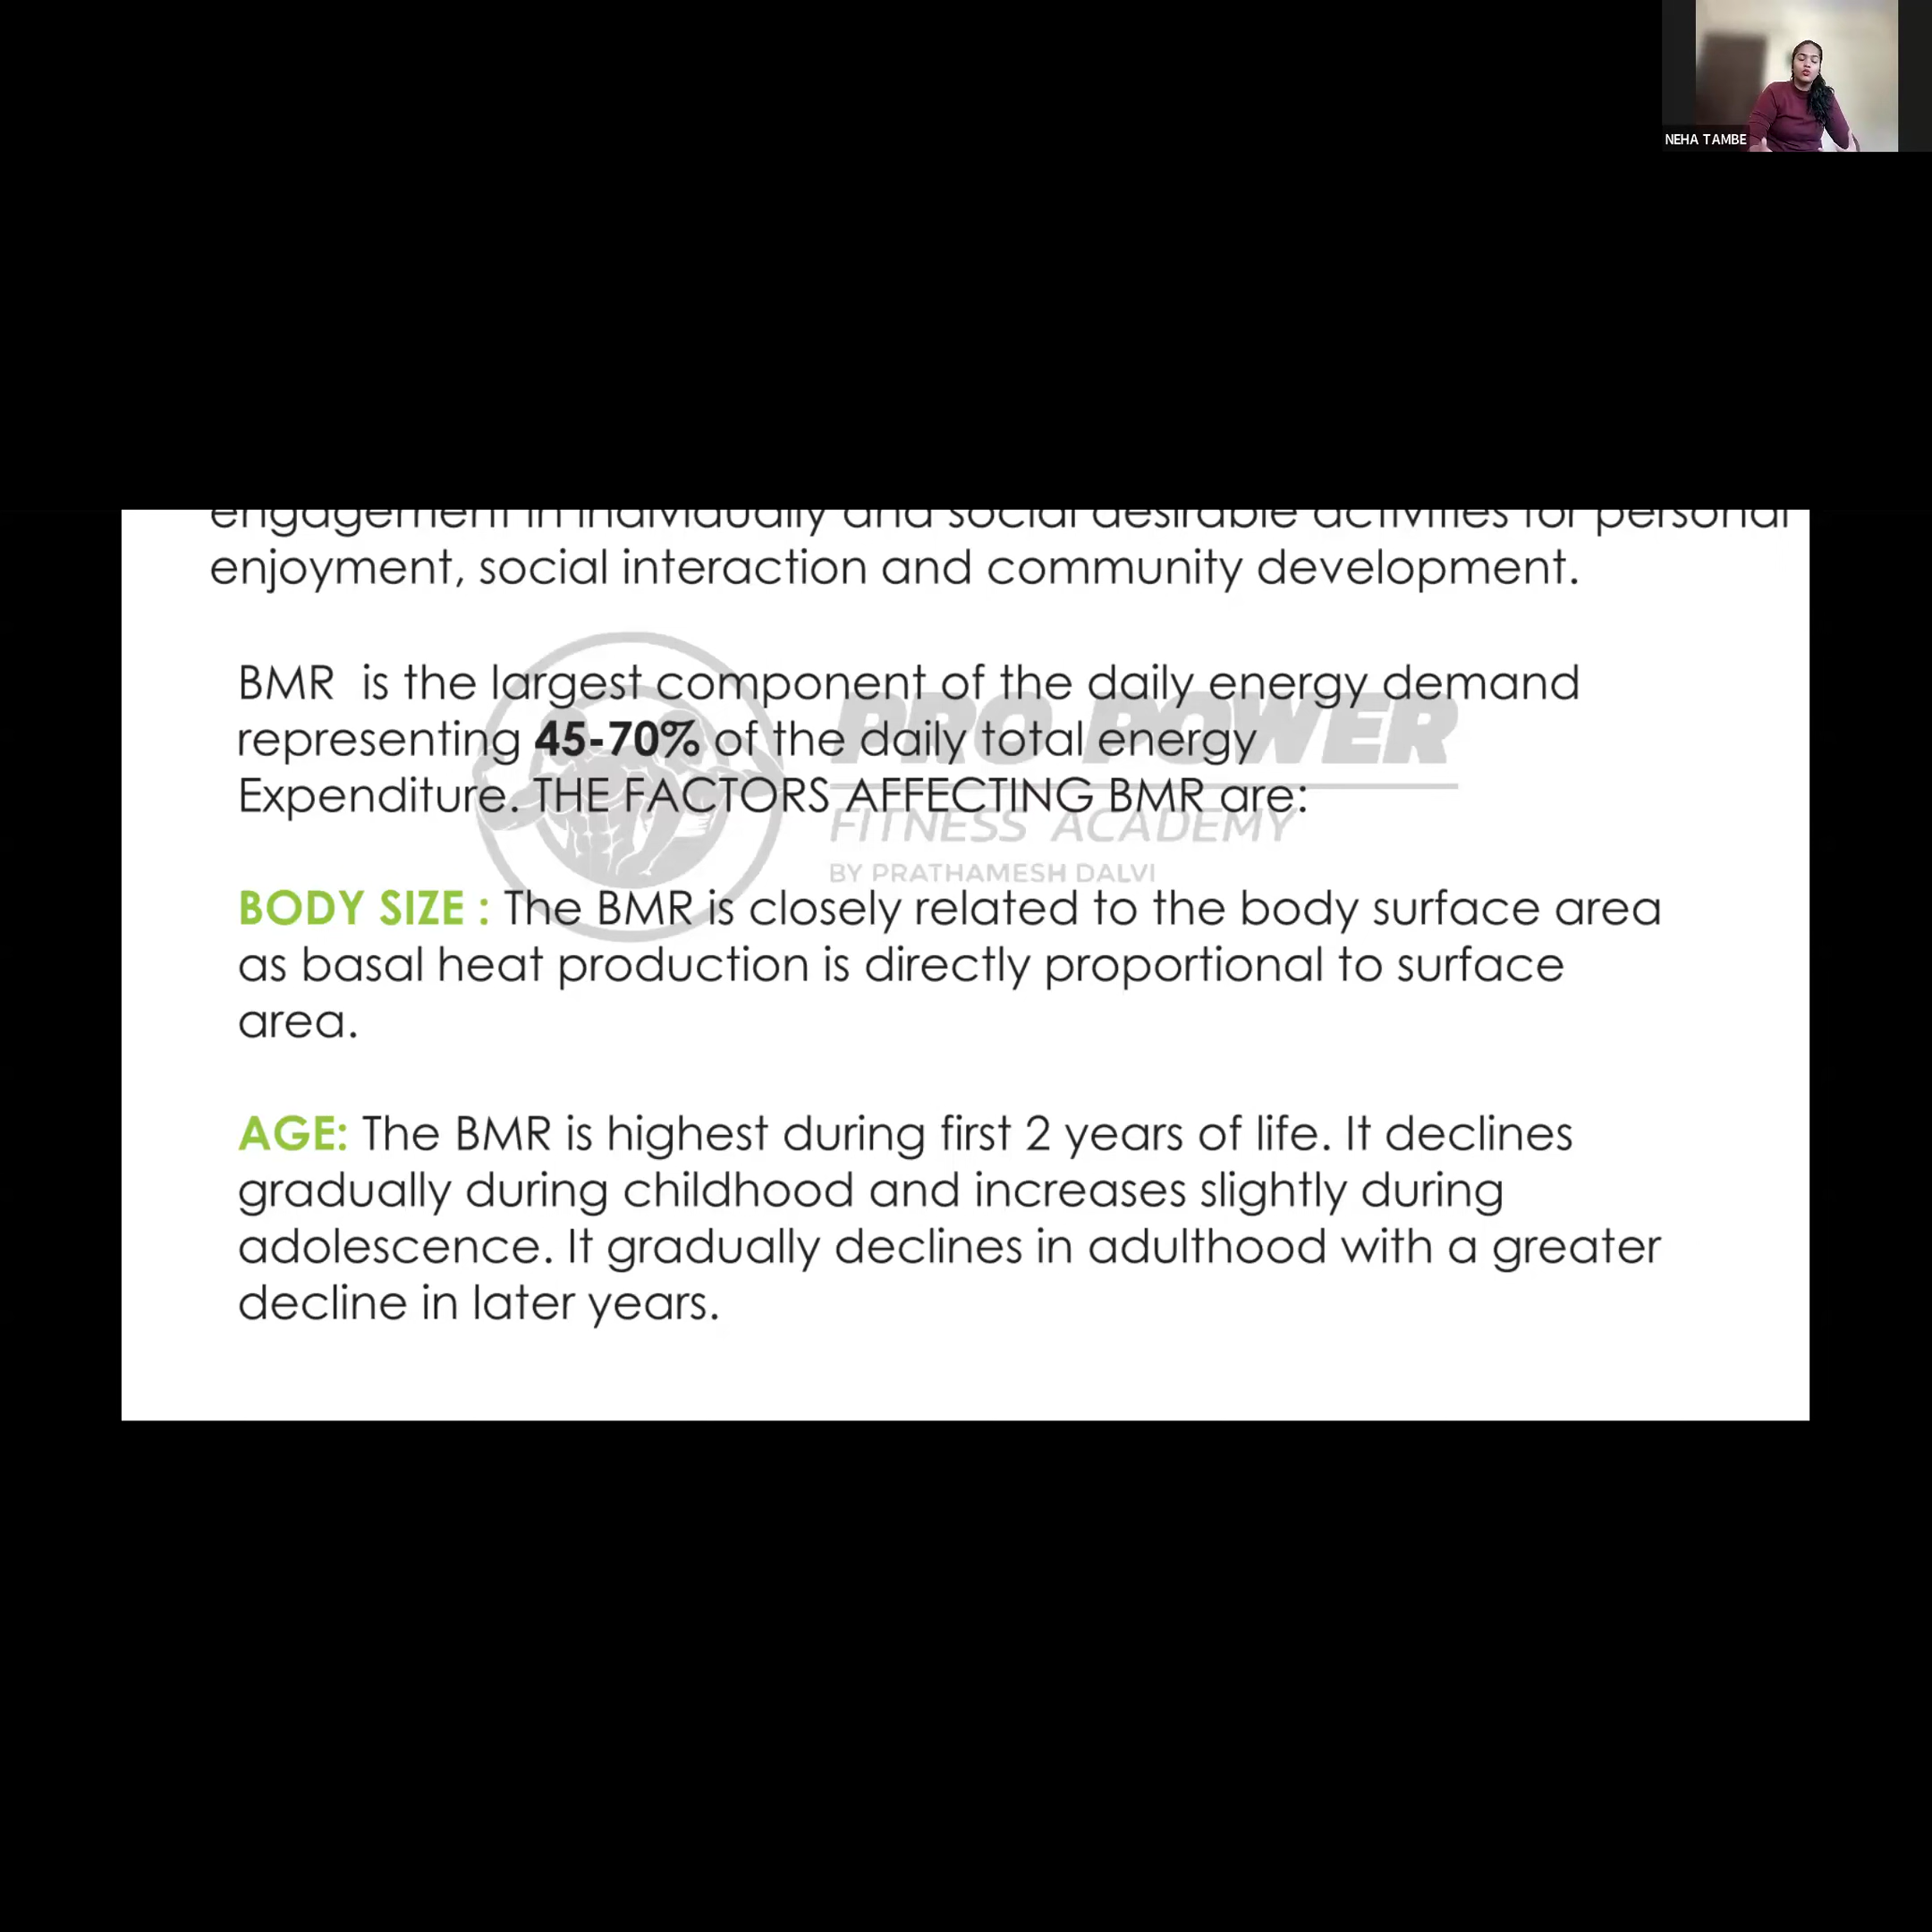 NEHA TAMBE
engagement in individually and social desirable activities for personal
enjoyment, social interaction and community development.
BMR is the largest component of the daily energy demand
representing 45-70% of the daily total energy
Expenditure. THE FACTORS AFFECTING BMR are:
PRO POWER
FITNESS ACADEMY
BY PRATHAMESH DALVI
BODY SIZE : The BMR is closely related to the body surface area
as basal heat production is directly proportional to surface
area.
AGE: The BMR is highest during first 2 years of life. It declines
gradually during childhood and increases slightly during
adolescence. It gradually declines in adulthood with a greater
decline in later years.